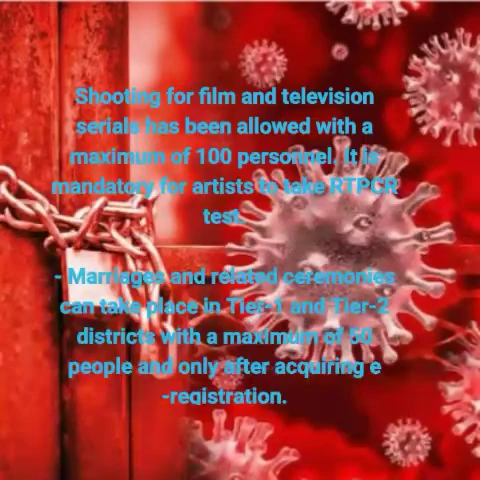 Shooting for film and television
serials has been allowed with a
maximum of 100 personnel. It is
mandatory for artists to take RTPCR
test.
- Marriages and related ceremonies
can take place in Tier-1 and Tier-2
districts with a maximum of 50
people and only after acquiring e
-registration.